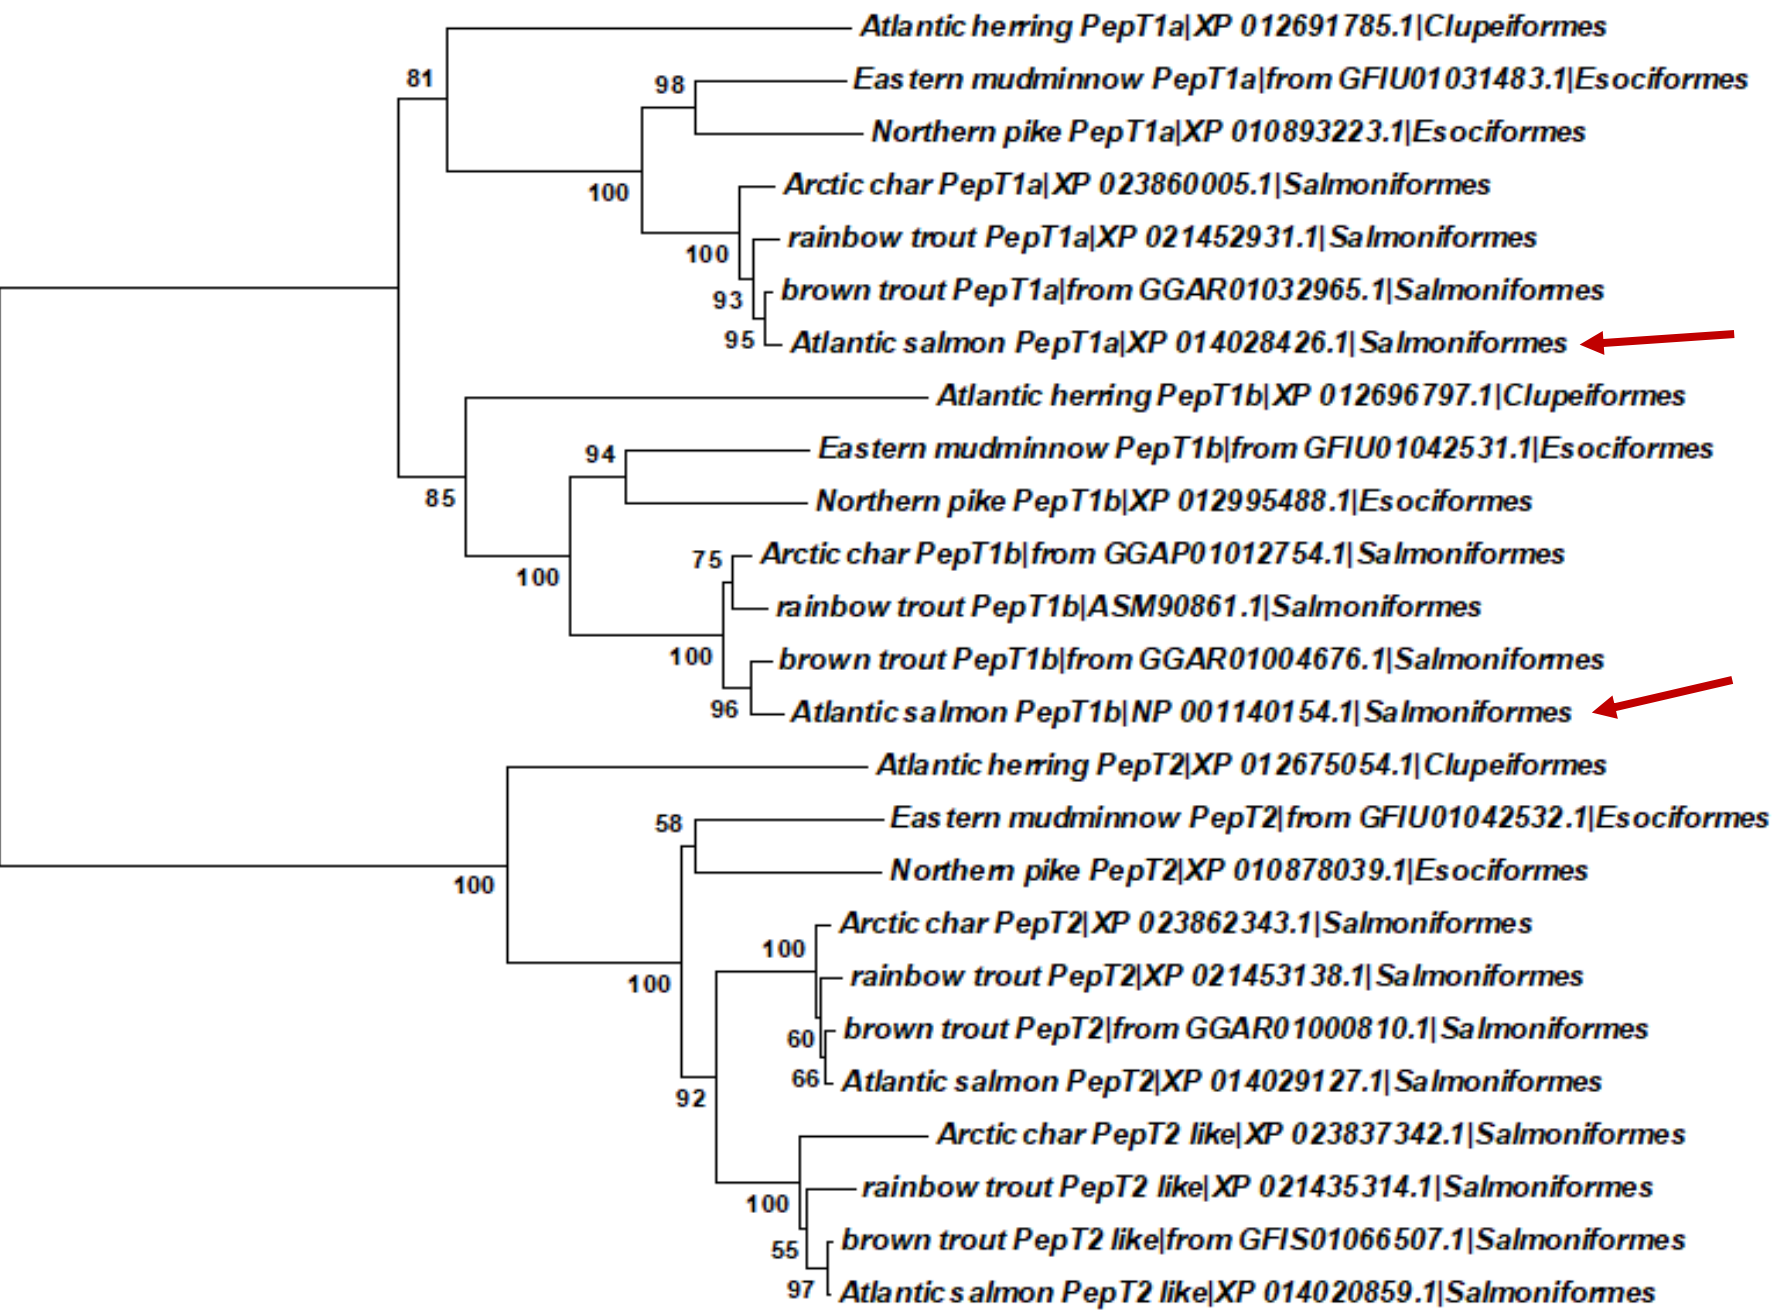 Atlantic herring PepT1a|XP 012691785.1|Clupeiformes
81
98
Eastern mudminnow PepT1a|from GFIU01031483.1|Esociformes
Northern pike PepT1a|XP 010893223.1|Esociformes
100
Arctic char PepT1a|XP 023860005.1|Salmoniformes
rainbow trout PepT1a|XP 021452931.1|Salmoniformes
100
brown trout PepT1a|from GGAR01032965.1|Salmoniformes
93
95
Atlantic salmon PepT1a|XP 014028426.1|Salmoniformes
Atlantic herring PepT1b|XP 012696797.1|Clupeiformes
94
Eastern mudminnow PepT1b|from GFIU01042531.1|Esociformes
85
Northern pike PepT1b|XP 012995488.1|Esociformes
75
Arctic char PepT1b|from GGAP01012754.1|Salmoniformes
100
rainbow trout PepT1b|ASM90861.1|Salmoniformes
100
brown trout PepT1b|from GGAR01004676.1|Salmoniformes
96
Atlantic salmon PepT1b|NP 001140154.1|Salmoniformes
Atlantic herring PepT2|XP 012675054.1|Clupeiformes
58
Eastern mudminnow PepT2|from GFIU01042532.1|Esociformes
Northern pike PepT2|XP 010878039.1|Esociformes
100
Arctic char PepT2|XP 023862343.1|Salmoniformes
100
rainbow trout PepT2|XP 021453138.1|Salmoniformes
100
brown trout PepT2|from GGAR01000810.1|Salmoniformes
60
66
Atlantic salmon PepT2|XP 014029127.1|Salmoniformes
92
Arctic char PepT2 like|XP 023837342.1|Salmoniformes
rainbow trout PepT2 like|XP 021435314.1|Salmoniformes
100
brown trout PepT2 like|from GFIS01066507.1|Salmoniformes
55
97
Atlantic salmon PepT2 like|XP 014020859.1|Salmoniformes